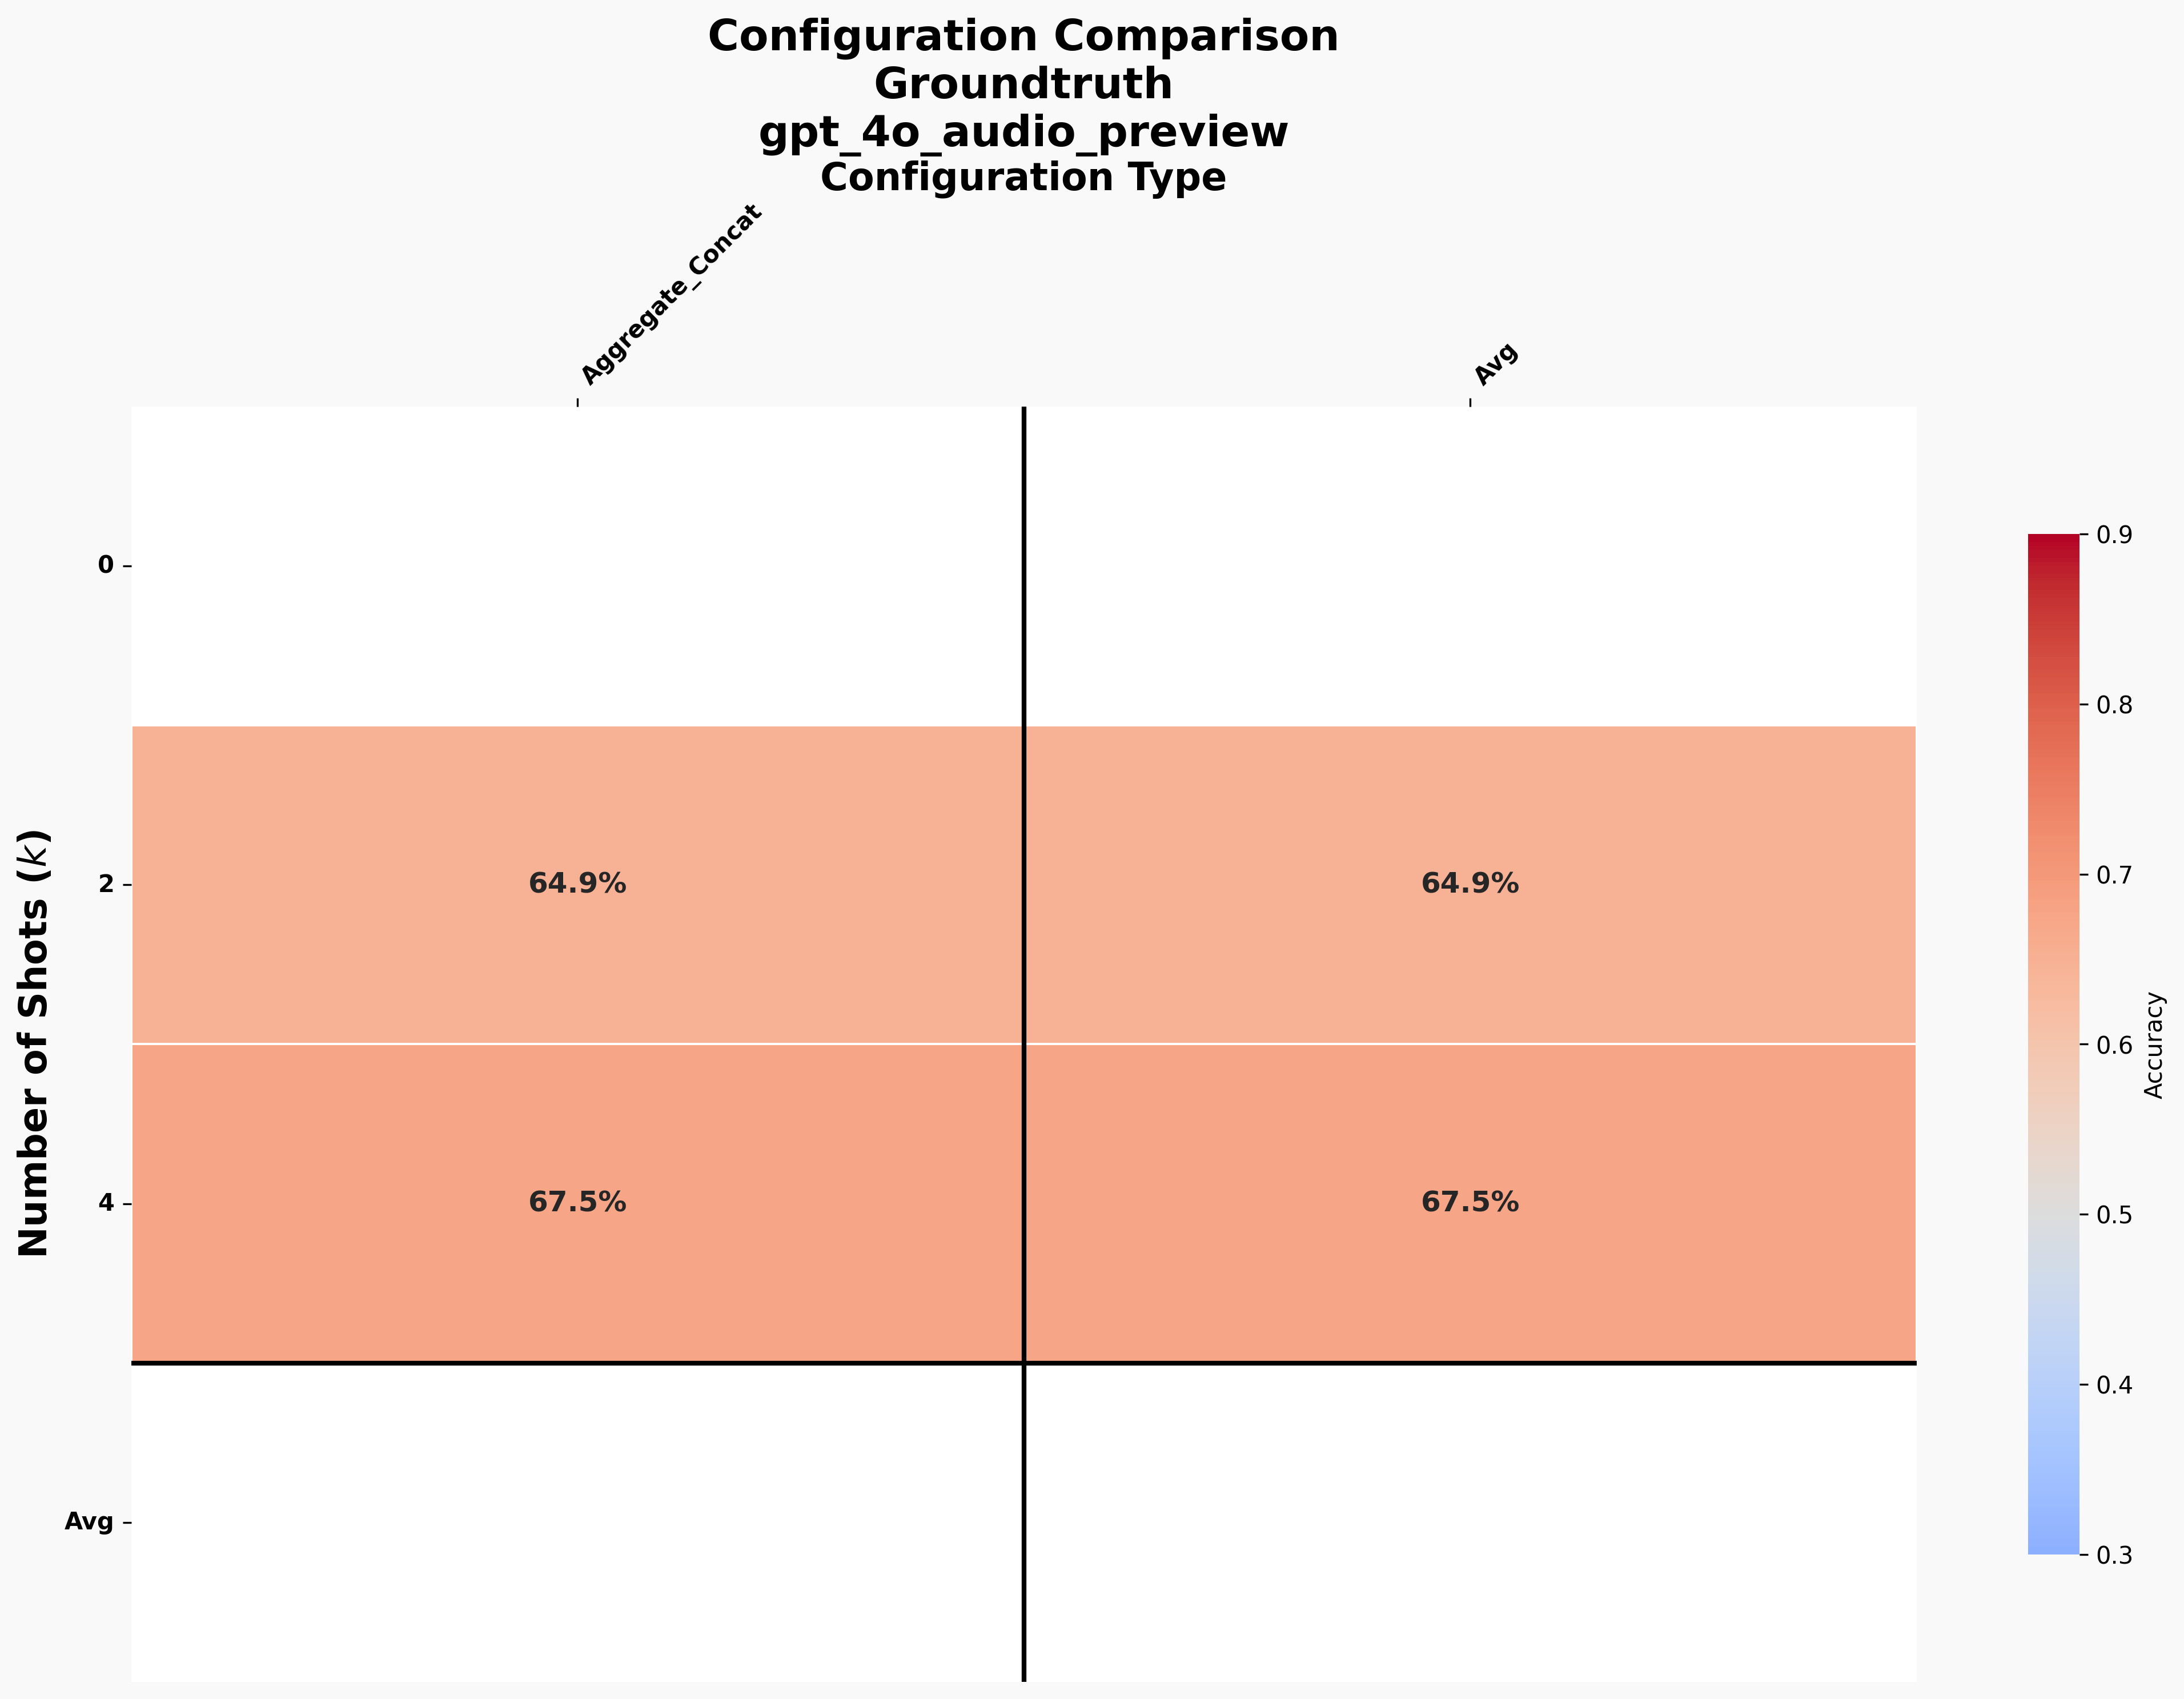 Configuration Comparison
Groundtruth
gpt_4o_audio_preview
Configuration Type
Aggregate_Concat
Avg
Number of Shots (k)
0
2
64.9%
64.9%
4
67.5%
67.5%
Avg
0.9
0.8
0.7
0.6
0.5
0.4
0.3
Accuracy